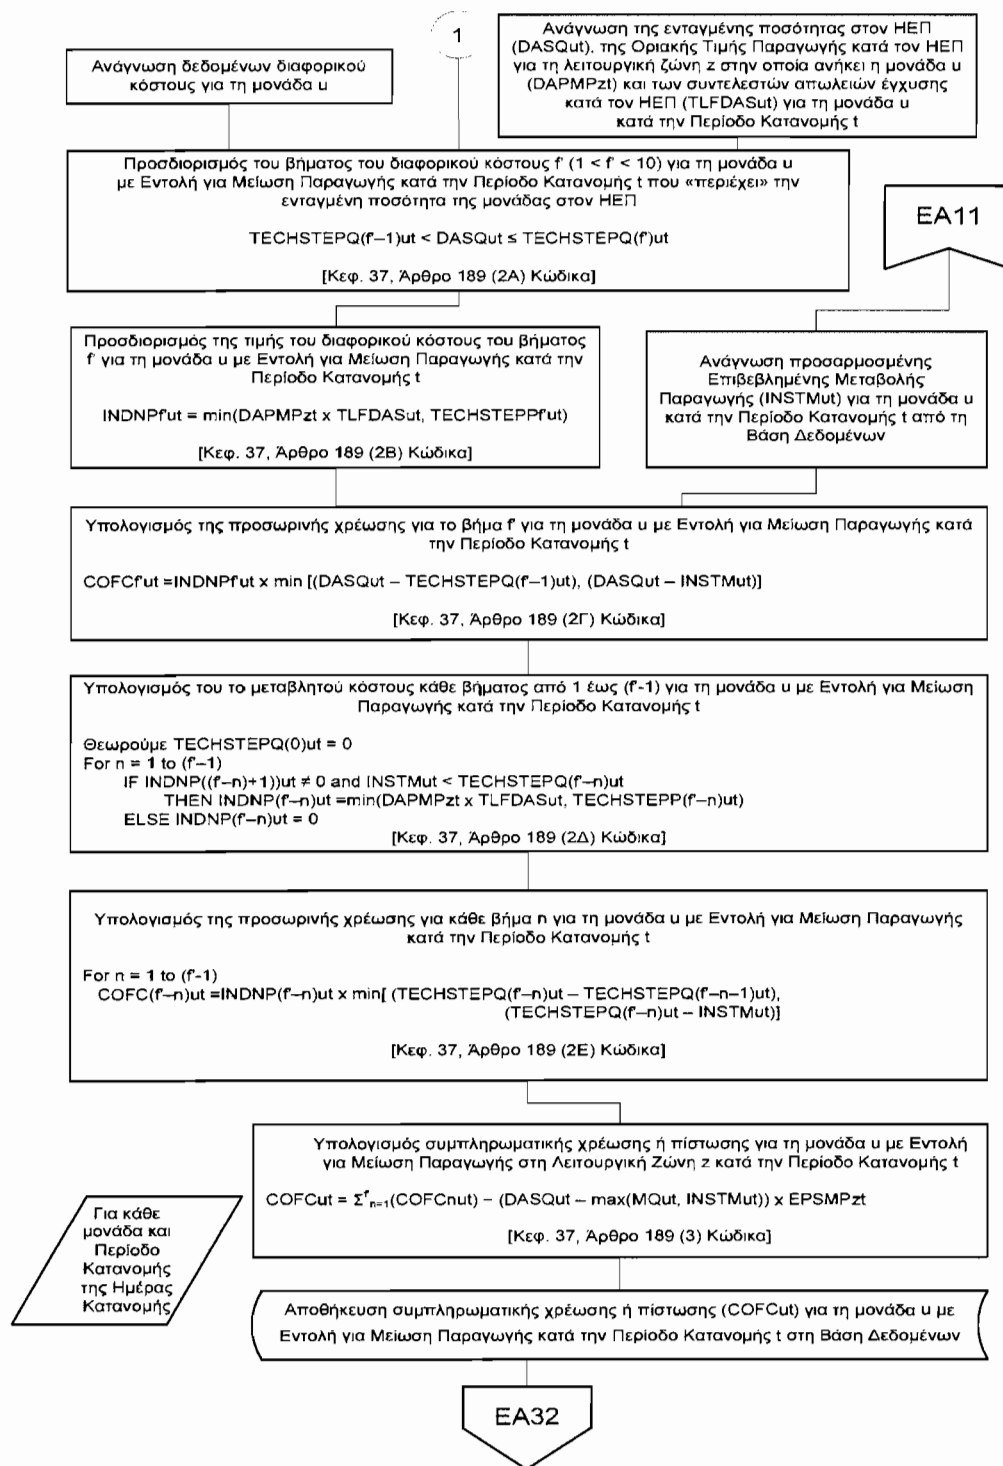 1
Ανάγνωση δεδομένων διαφορικού
κόστους για τη μονάδα u
Ανάγνωση της ενταγμένης ποσότητας στον ΗΕΠ
(DASQut), της Οριακής Τιμής Παραγωγής κατά τον ΗΕΠ
για τη λειτουργική ζώνη z στην οποία ανήκει η μονάδα u
(DAPMPzt) και των συντελεστών απωλειών έγχυσης
κατά τον ΗΕΠ (TLFDASut) για τη μονάδα u
κατά την Περίοδο Κατανομής t
Προσδιορισμός του βήματος του διαφορικού κόστους f' (1 < f' < 10) για τη μονάδα u
με Εντολή για Μείωση Παραγωγής κατά την Περίοδο Κατανομής t που «περιέχει» την
ενταγμένη ποσότητα της μονάδας στον ΗΕΠ
TECHSTEPQ(f'–1)ut < DASQut ≤ TECHSTEPQ(f')ut
[Κεφ. 37, Άρθρο 189 (2Α) Κώδικα]
ΕΑ11
Προσδιορισμός της τιμής του διαφορικού κόστους του βήματος
f' για τη μονάδα u με Εντολή για Μείωση Παραγωγής κατά την
Περίοδο Κατανομής t
INDNPf'ut = min(DAPMPzt x TLFDASut, TECHSTEPPf'ut)
[Κεφ. 37, Άρθρο 189 (2Β) Κώδικα]
Ανάγνωση προσαρμοσμένης
Επιβεβλημένης Μεταβολής
Παραγωγής (INSTMut) για τη μονάδα u
κατά την Περίοδο Κατανομής t από τη
Βάση Δεδομένων
Υπολογισμός της προσωρινής χρέωσης για το βήμα f' για τη μονάδα u με Εντολή για Μείωση Παραγωγής κατά
την Περίοδο Κατανομής t
COFCf'ut =INDNPf'ut x min [(DASQut – TECHSTEPQ(f'–1)ut), (DASQut – INSTMut)]
[Κεφ. 37, Άρθρο 189 (2Γ) Κώδικα]
Υπολογισμός του το μεταβλητού κόστους κάθε βήματος από 1 έως (f'-1) για τη μονάδα u με Εντολή για Μείωση
Παραγωγής κατά την Περίοδο Κατανομής t
Θεωρούμε TECHSTEPQ(0)ut = 0
For n = 1 to (f'–1)
IF INDNP((f'–n)+1))ut ≠ 0 and INSTMut < TECHSTEPQ(f'–n)ut
THEN INDNP(f'–n)ut =min(DAPMPzt x TLFDASut, TECHSTEPP(f'–n)ut)
ELSE INDNP(f'–n)ut = 0
[Κεφ. 37, Άρθρο 189 (2Δ) Κώδικα]
Υπολογισμός της προσωρινής χρέωσης για κάθε βήμα n για τη μονάδα u με Εντολή για Μείωση Παραγωγής
κατά την Περίοδο Κατανομής t
For n = 1 to (f'-1)
COFC(f'–n)ut =INDNP(f'–n)ut x min[ (TECHSTEPQ(f'–n)ut – TECHSTEPQ(f'–n–1)ut),
(TECHSTEPQ(f'–n)ut – INSTMut)]
[Κεφ. 37, Άρθρο 189 (2Ε) Κώδικα]
Υπολογισμός συμπληρωματικής χρέωσης ή πίστωσης για τη μονάδα u με Εντολή
για Μείωση Παραγωγής στη Λειτουργική Ζώνη z κατά την Περίοδο Κατανομής t
COFCut = Σf'n=1(COFCnut) – (DASQut – max(MQut, INSTMut)) x EPSMPzt
[Κεφ. 37, Άρθρο 189 (3) Κώδικα]
Για κάθε
μονάδα και
Περίοδο
Κατανομής
της Ημέρας
Κατανομής
Αποθήκευση συμπληρωματικής χρέωσης ή πίστωσης (COFCut) για τη μονάδα u με
Εντολή για Μείωση Παραγωγής κατά την Περίοδο Κατανομής t στη Βάση Δεδομένων
ΕΑ32